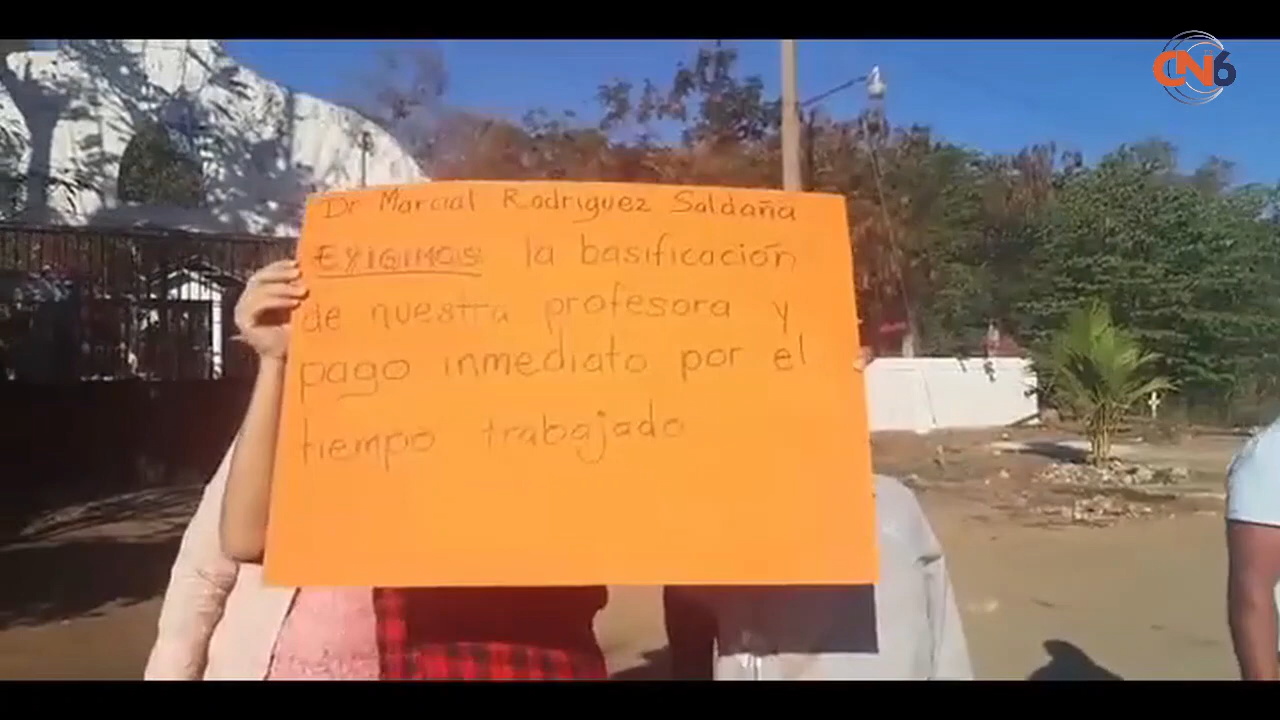 CN6
Dr Marcial Rodriguez Saldaña
EXIGIMOS la basificación
de nuestra profesora y
pago inmediato por el
tiempo trabajado